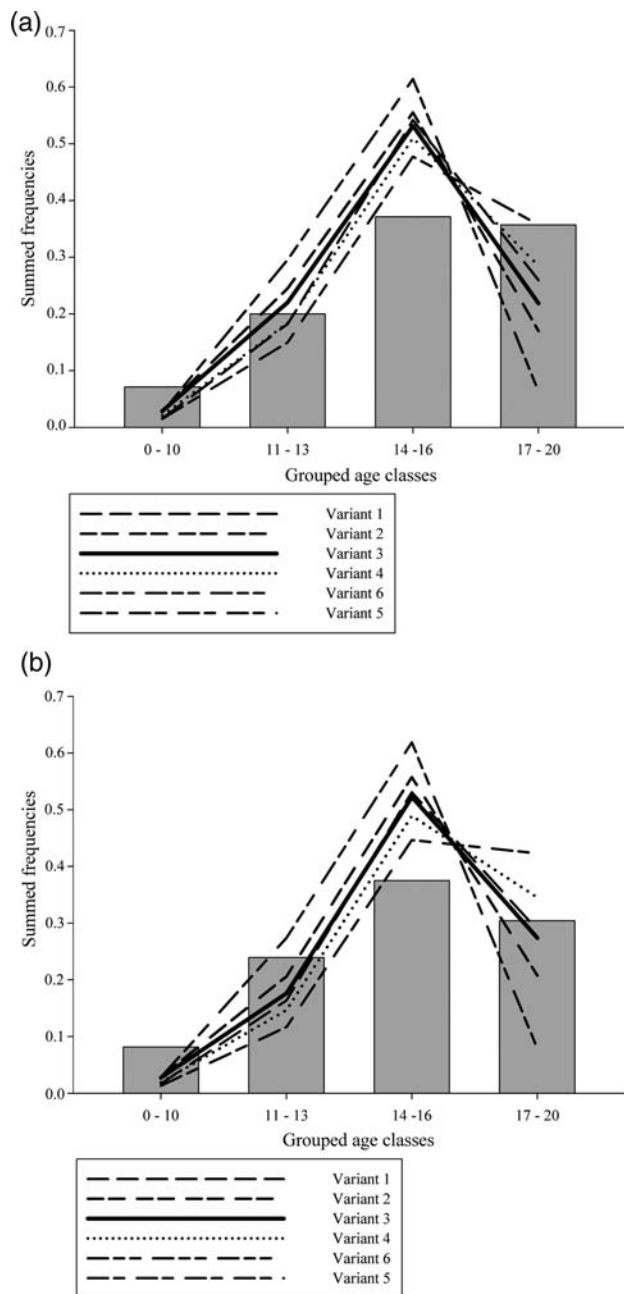 (a)
0.7
0.6
0.5
0.4
0.3
0.2
0.1
0.0
Summed frequencies
0 - 10 11 - 13 14 -16 17 - 20
Grouped age classes
Variant 1
Variant 2
Variant 3
Variant 4
Variant 6
Variant 5
(b)
0.7
0.6
0.5
0.4
0.3
0.2
0.1
0.0
Summed frequencies
0 - 10 11 - 13 14 -16 17 - 20
Grouped age classes
Variant 1
Variant 2
Variant 3
Variant 4
Variant 6
Variant 5